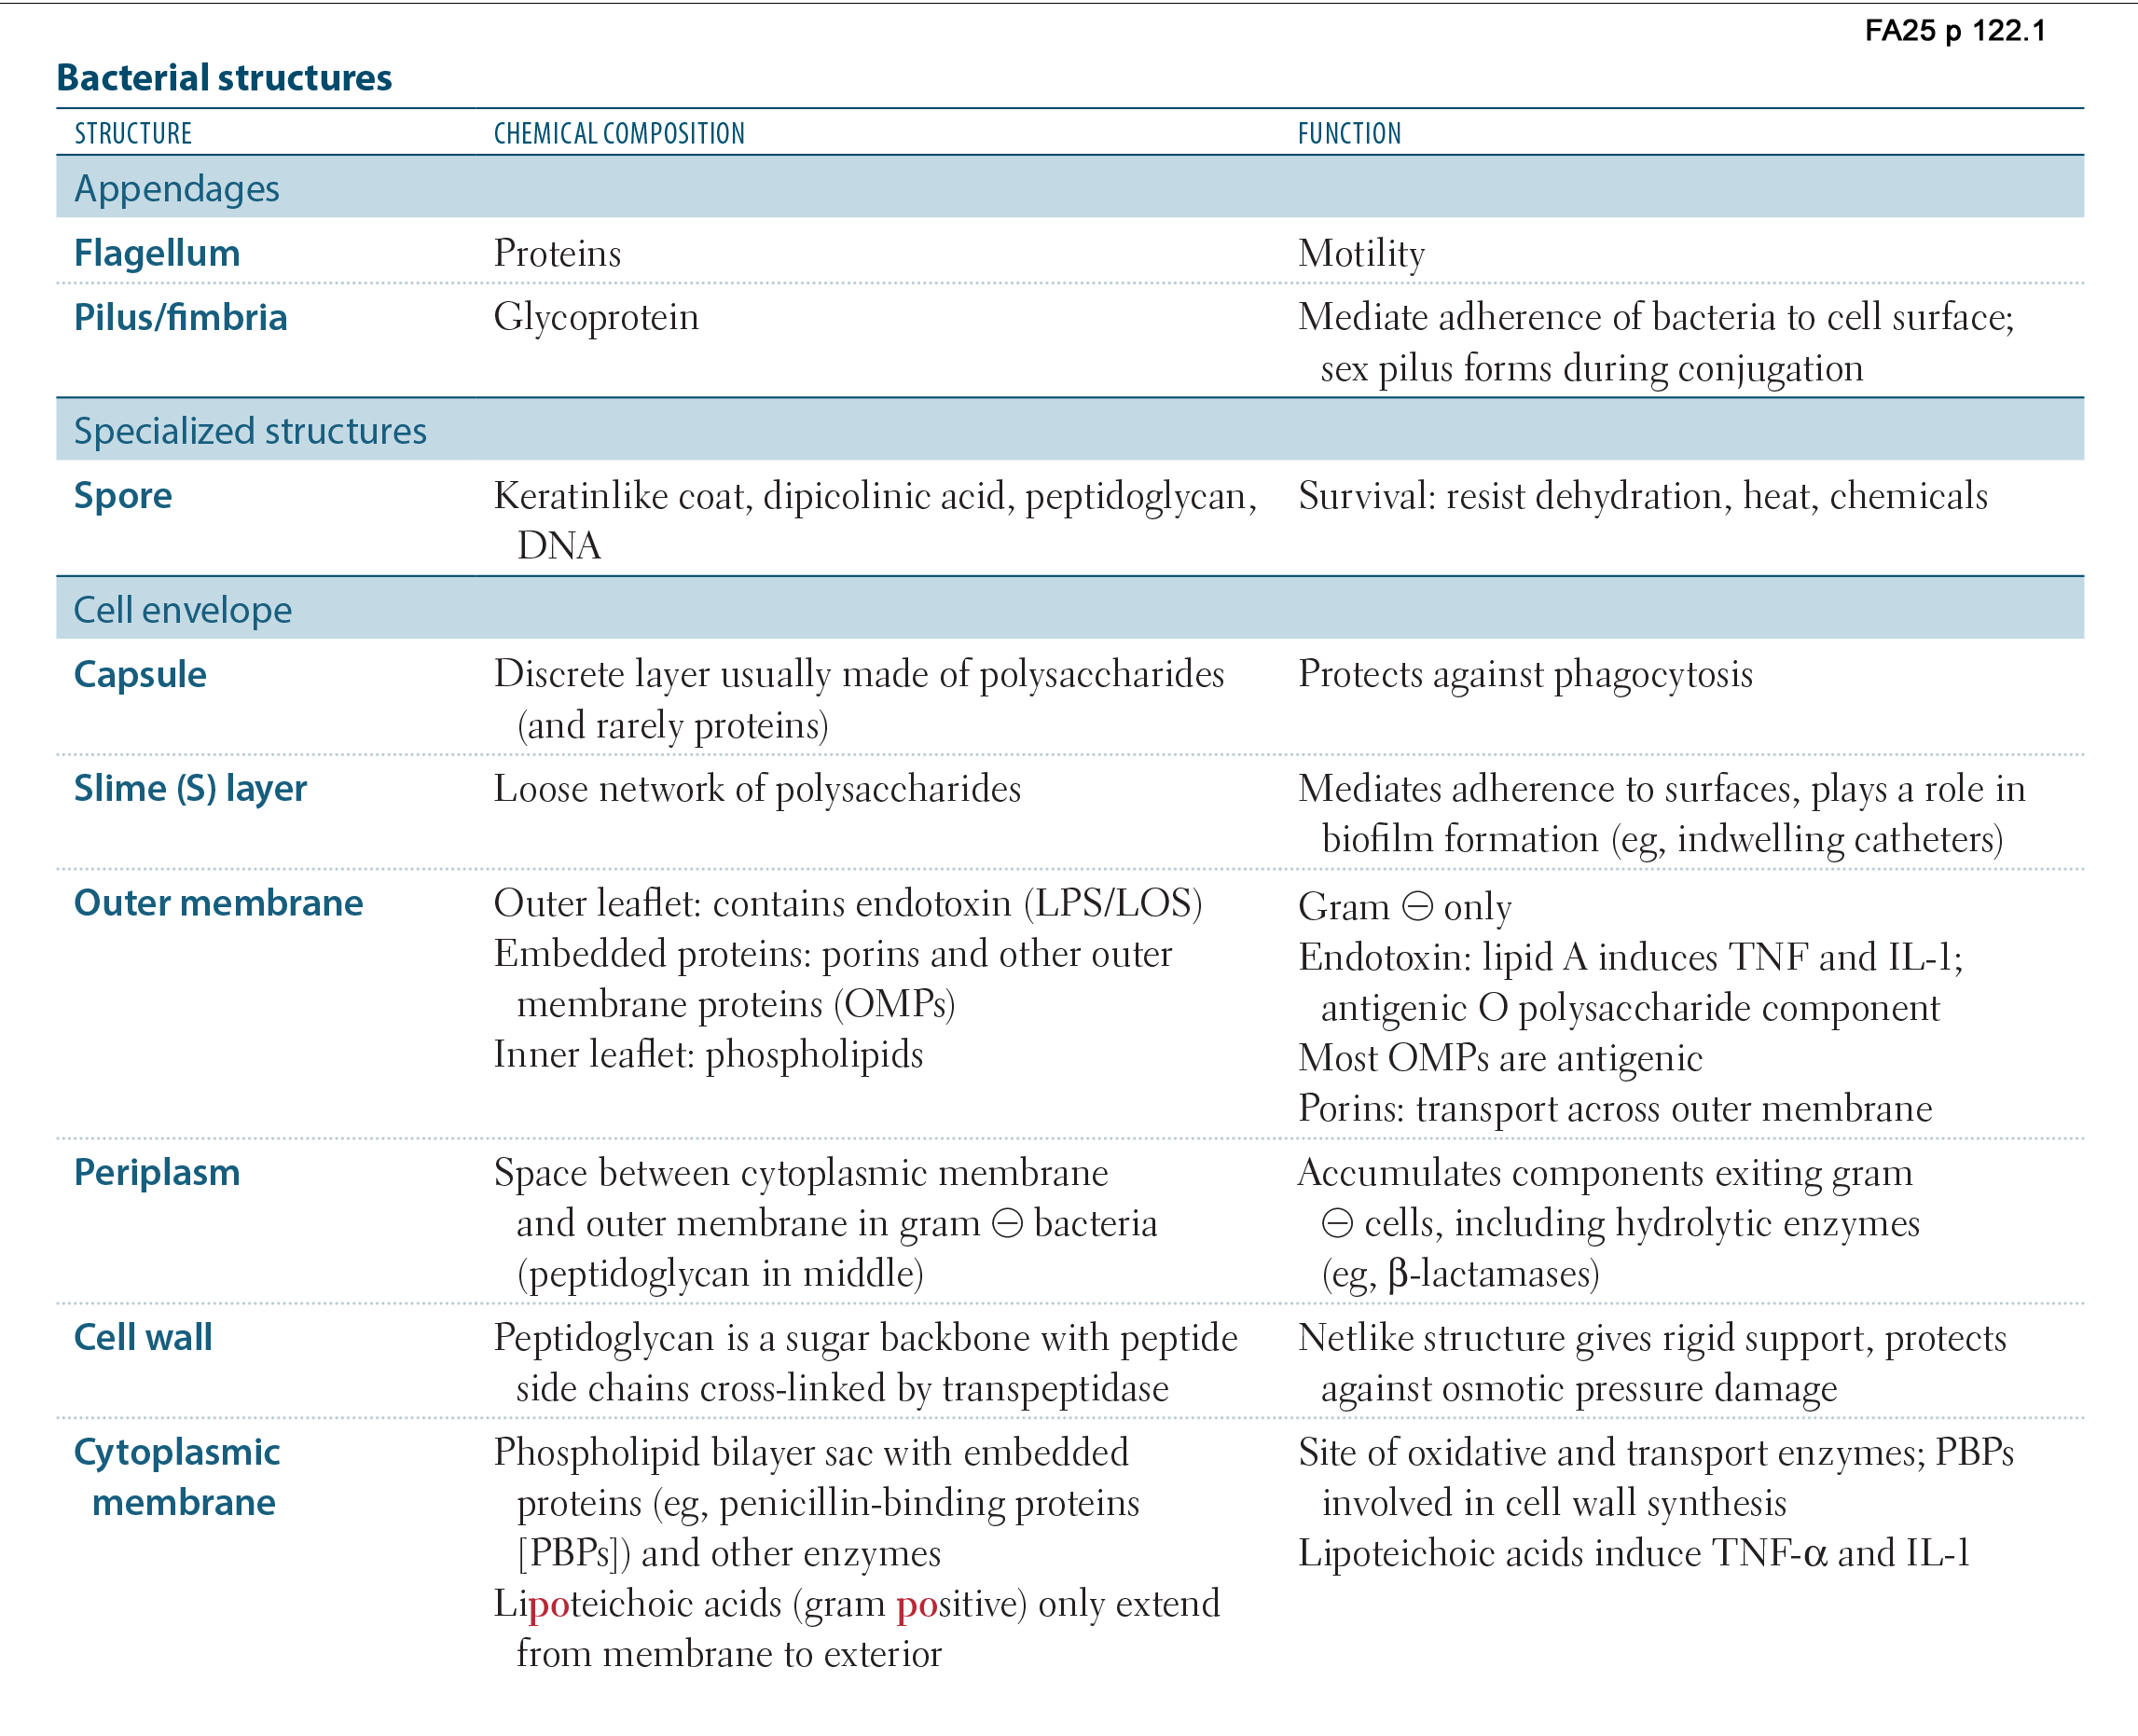 FA25 p 122.1
Bacterial structures
STRUCTURE CHEMICAL COMPOSITION FUNCTION
Appendages
Flagellum Proteins Motility
Pilus/fimbria Glycoprotein Mediate adherence of bacteria to cell surface;
sex pilus forms during conjugation
Specialized structures
Spore Keratinlike coat, dipicolinic acid, peptidoglycan, Survival: resist dehydration, heat, chemicals
DNA
Cell envelope
Capsule Discrete layer usually made of polysaccharides Protects against phagocytosis
(and rarely proteins)
Slime (S) layer Loose network of polysaccharides Mediates adherence to surfaces, plays a role in
biofilm formation (eg, indwelling catheters)
Outer membrane Outer leaflet: contains endotoxin (LPS/LOS) Gram ⊖ only
Embedded proteins: porins and other outer Endotoxin: lipid A induces TNF and IL-1;
membrane proteins (OMPs) antigenic O polysaccharide component
Inner leaflet: phospholipids Most OMPs are antigenic
Porins: transport across outer membrane
Periplasm Space between cytoplasmic membrane Accumulates components exiting gram
and outer membrane in gram ⊖ bacteria ⊖ cells, including hydrolytic enzymes
(peptidoglycan in middle) (eg, β-lactamases)
Cell wall Peptidoglycan is a sugar backbone with peptide Netlike structure gives rigid support, protects
side chains cross-linked by transpeptidase against osmotic pressure damage
Cytoplasmic Phospholipid bilayer sac with embedded Site of oxidative and transport enzymes; PBPs
membrane proteins (eg, penicillin-binding proteins involved in cell wall synthesis
[PBPs]) and other enzymes Lipoteichoic acids induce TNF-α and IL-1
Lipoteichoic acids (gram positive) only extend
from membrane to exterior